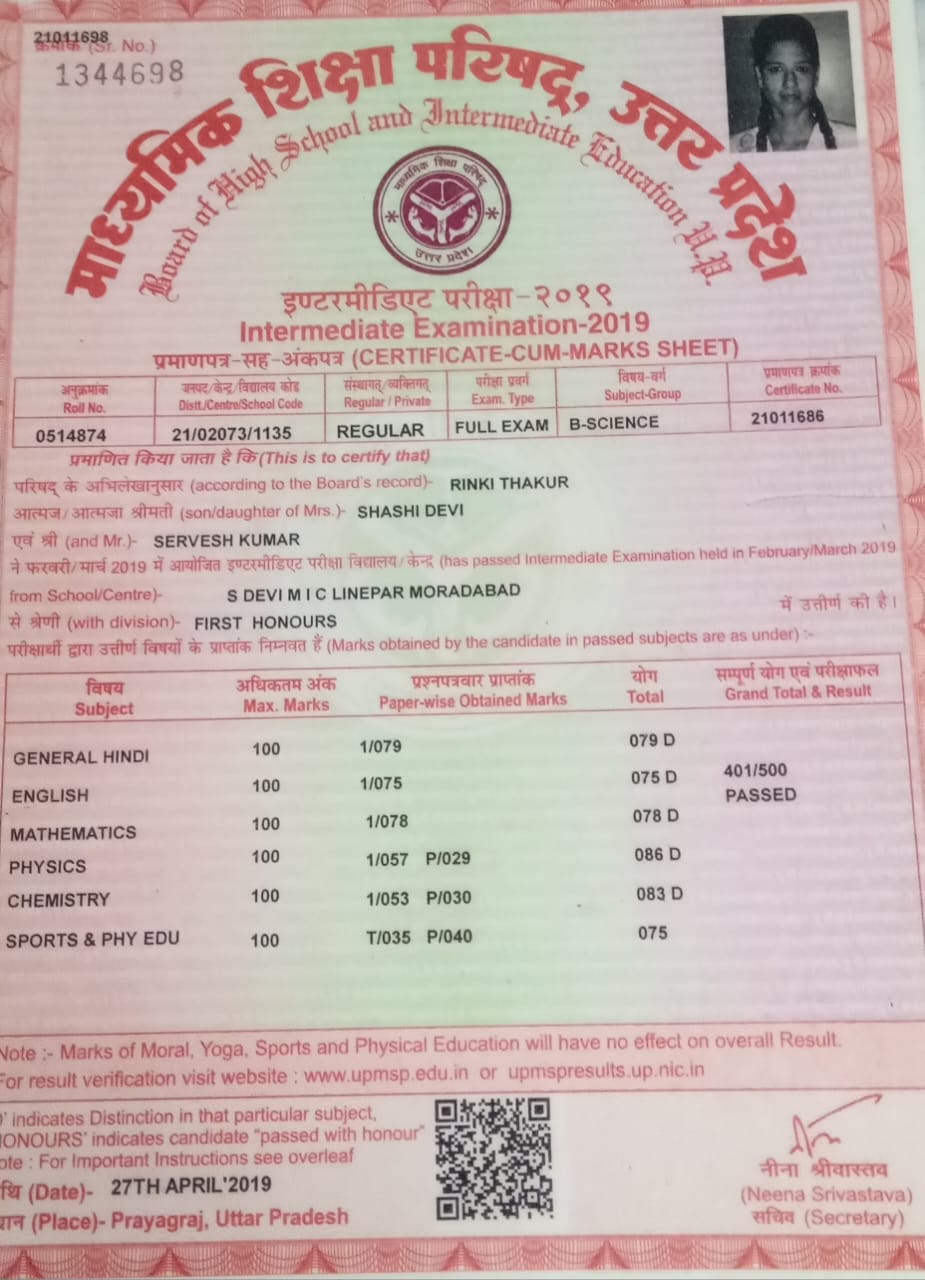 21011698
क्रमांक (Sr. No.)
1344698
माध्यमिक शिक्षा परिषद्, उत्तर प्रदेश
Board of High School and Intermediate Education U.P.
माध्यमिक शिक्षा परिषद्
उत्तर प्रदेश
इण्टरमीडिएट परीक्षा-२०१९
Intermediate Examination-2019
प्रमाणपत्र-सह-अंकपत्र (CERTIFICATE-CUM-MARKS SHEET)
अनुक्रमांक जनपद/केन्द्र/विद्यालय कोड संस्थागत/व्यक्तिगत परीक्षा प्रवर्ग विषय-वर्ग प्रमाणपत्र क्रमांक
Roll No. Distt./Centre/School Code Regular / Private Exam. Type Subject-Group Certificate No.
0514874 21/02073/1135 REGULAR FULL EXAM B-SCIENCE 21011686
प्रमाणित किया जाता है कि (This is to certify that)
परिषद् के अभिलेखानुसार (according to the Board's record)- RINKI THAKUR
आत्मज/आत्मजा श्रीमती (son/daughter of Mrs.)- SHASHI DEVI
एवं श्री (and Mr.)- SERVESH KUMAR
ने फरवरी/मार्च 2019 में आयोजित इण्टरमीडिएट परीक्षा विद्यालय/केन्द्र (has passed Intermediate Examination held in February/March 2019
from School/Centre)- S DEVI M I C LINEPAR MORADABAD में उत्तीर्ण की है।
से श्रेणी (with division)- FIRST HONOURS
परीक्षार्थी द्वारा उत्तीर्ण विषयों के प्राप्तांक निम्नवत हैं (Marks obtained by the candidate in passed subjects are as under) :-
विषय अधिकतम अंक प्रश्नपत्रवार प्राप्तांक योग सम्पूर्ण योग एवं परीक्षाफल
Subject Max. Marks Paper-wise Obtained Marks Total Grand Total & Result
GENERAL HINDI 100 1/079 079 D
ENGLISH 100 1/075 075 D 401/500
PASSED
MATHEMATICS 100 1/078 078 D
PHYSICS 100 1/057 P/029 086 D
CHEMISTRY 100 1/053 P/030 083 D
SPORTS & PHY EDU 100 T/035 P/040 075
Note :- Marks of Moral, Yoga, Sports and Physical Education will have no effect on overall Result.
For result verification visit website : www.upmsp.edu.in or upmspresults.up.nic.in
' indicates Distinction in that particular subject,
HONOURS' indicates candidate "passed with honour"
ote : For Important Instructions see overleaf
थि (Date)- 27TH APRIL'2019
ान (Place)- Prayagraj, Uttar Pradesh
नीना श्रीवास्तव
(Neena Srivastava)
सचिव (Secretary)